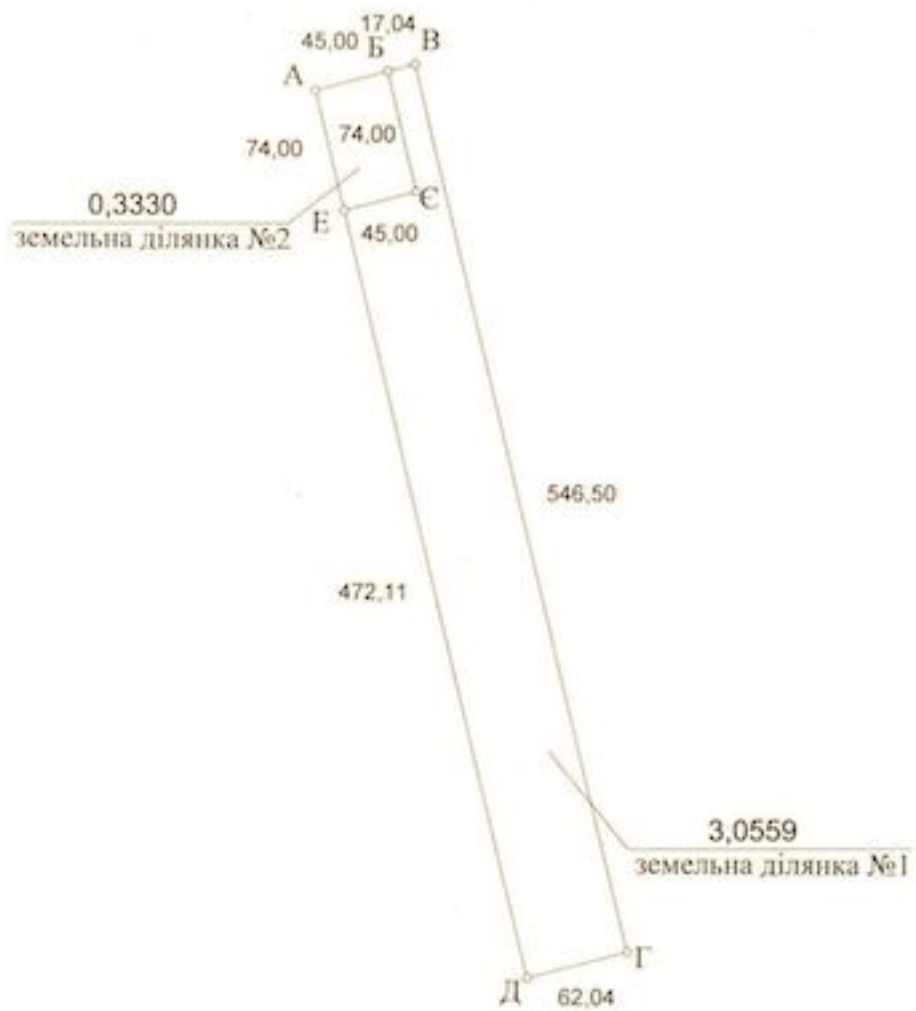 17,04
45,00
Б
В
А
74,00
74,00
0,3330
земельна ділянка №2
Е
Є
45,00
546,50
472,11
3,0559
земельна ділянка №1
Г
Д
62,04